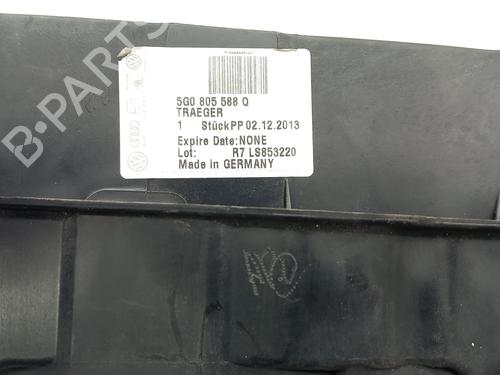 B-PARTS
5G0 805 588 Q
TRAEGER
1 StückPP 02.12.2013
Expire Date:NONE
Lot: R7 LS853220
Made in GERMANY